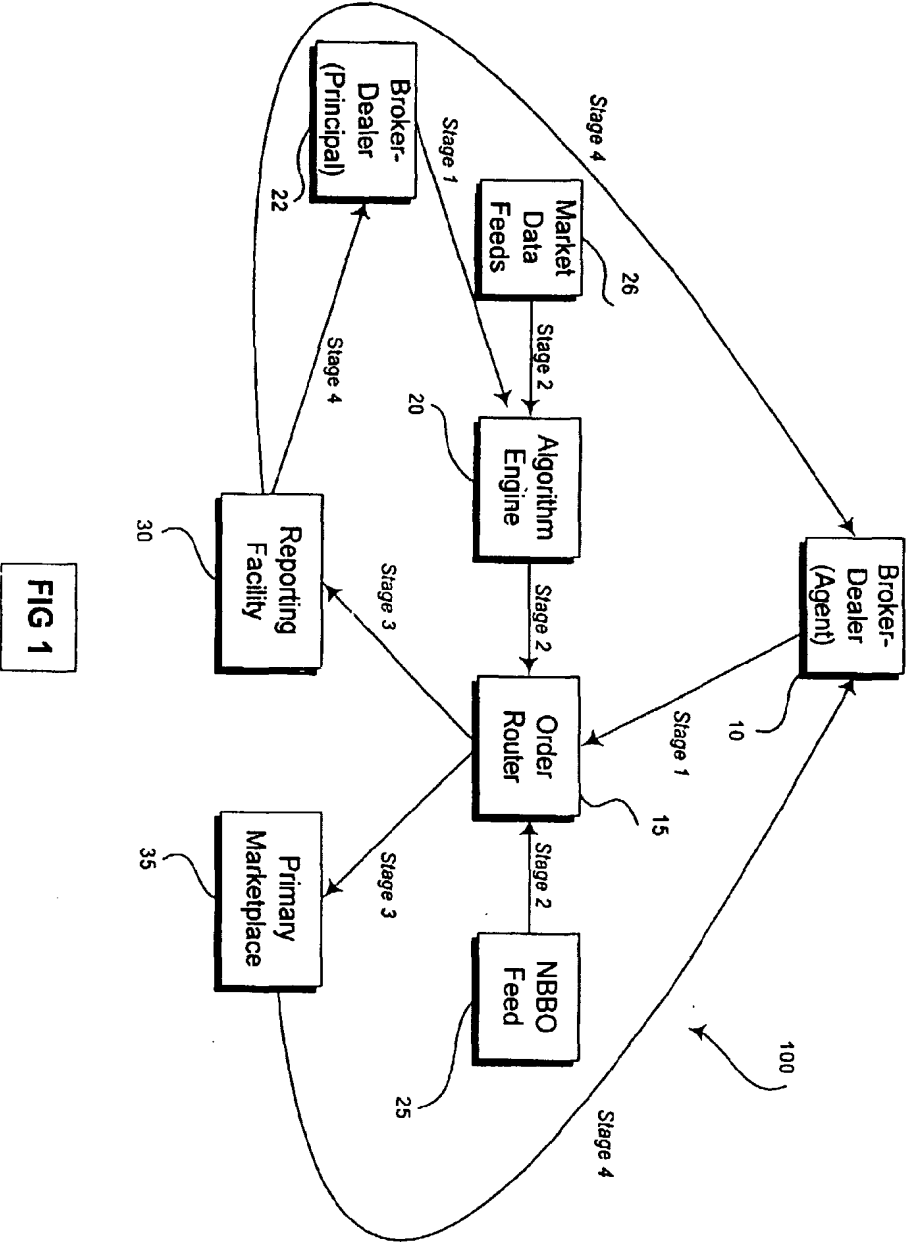 Broker-
Dealer
(Agent)
10
100
Stage 4
Stage 1
Stage 4
Market
Data
Feeds
26
Stage 2
Algorithm
Engine
20
Stage 2
Order
Router
15
Stage 2
NBBO
Feed
25
Stage 1
Broker-
Dealer
(Principal)
22
Stage 4
Stage 3
Stage 3
Reporting
Facility
30
Primary
Marketplace
35
FIG 1